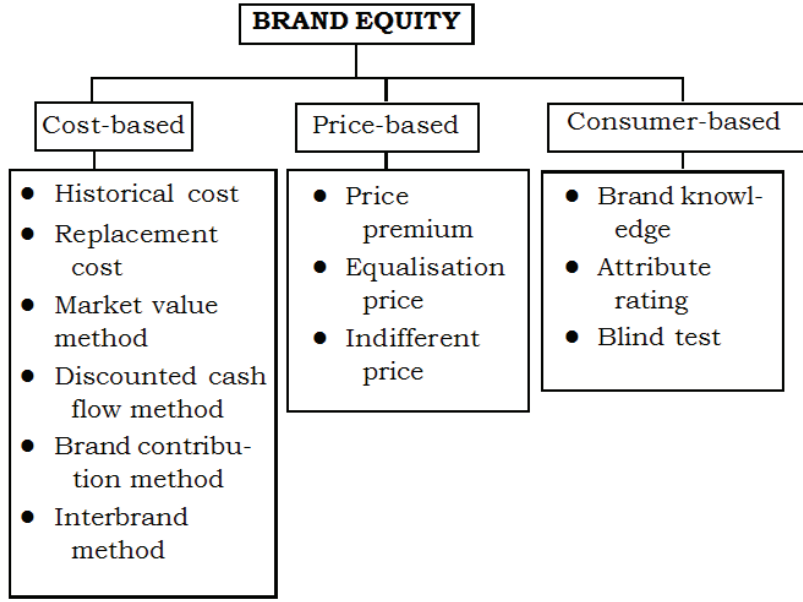 BRAND EQUITY
Cost-based
● Historical cost
● Replacement
cost
● Market value
method
● Discounted cash
flow method
● Brand contribu-
tion method
● Interbrand
method
Price-based
● Price
premium
● Equalisation
price
● Indifferent
price
Consumer-based
● Brand knowl-
edge
● Attribute
rating
● Blind test